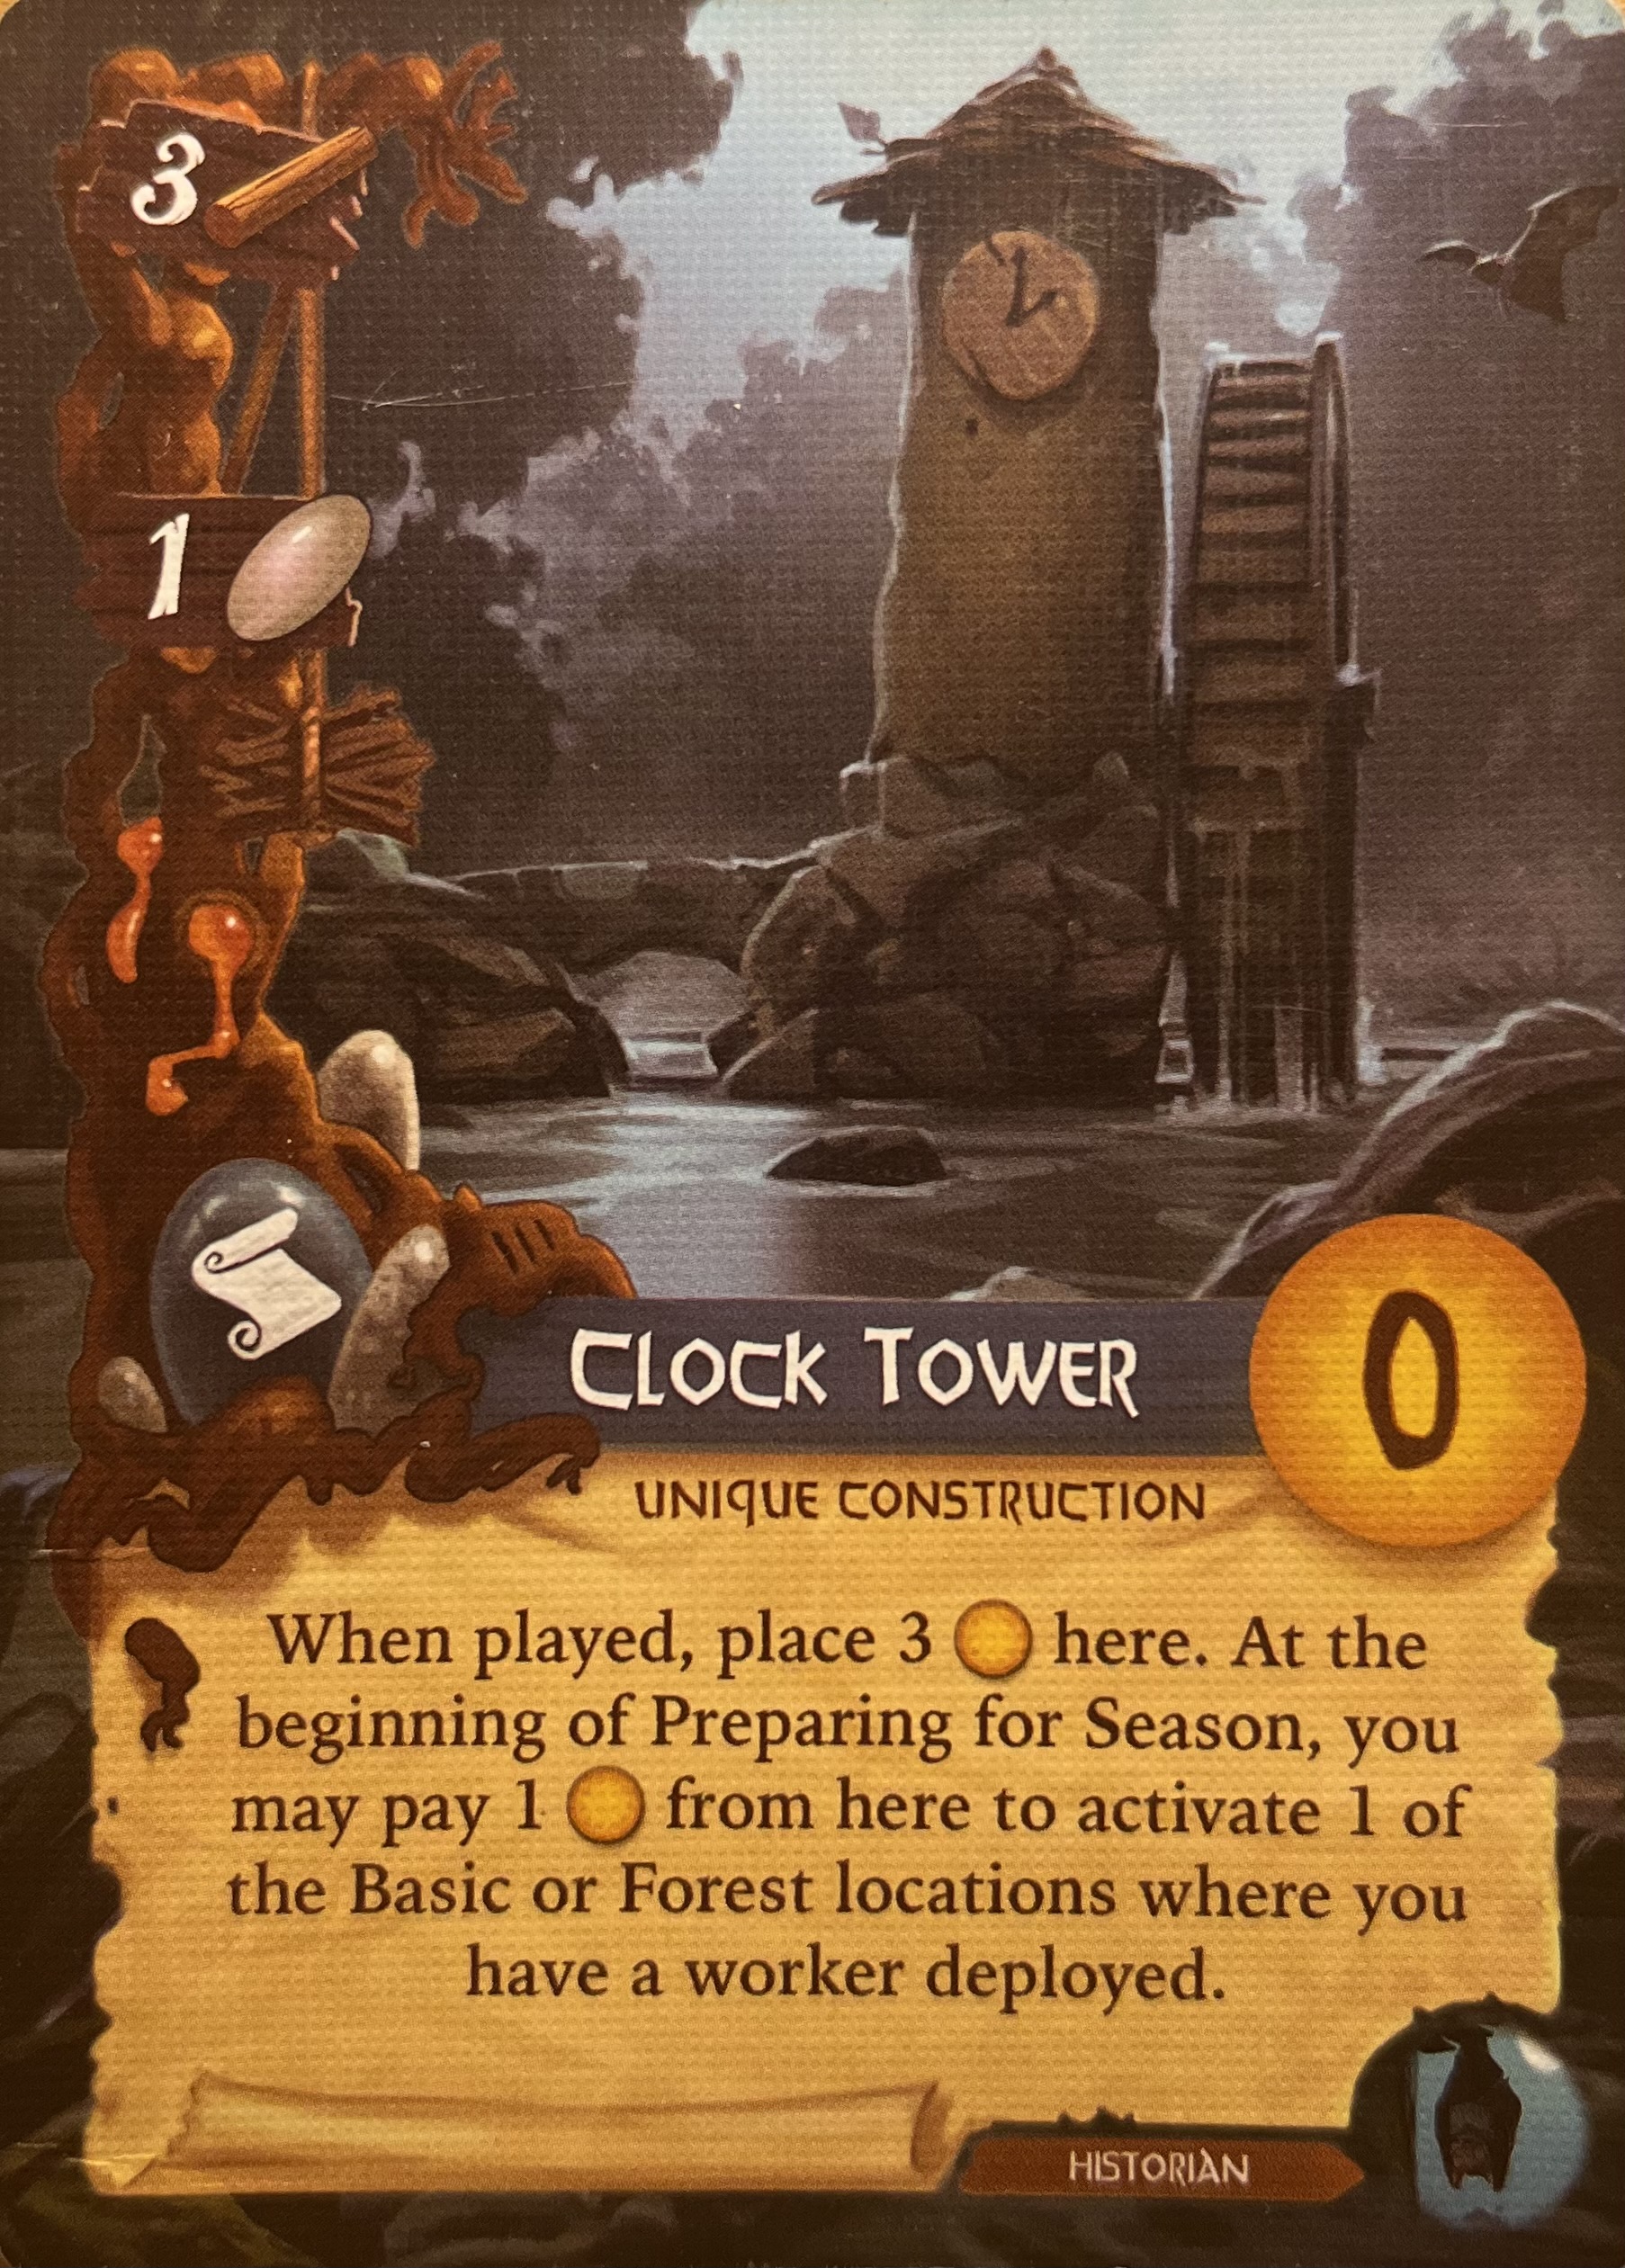 3
1
CLOCK TOWER
0
UNIQUE CONSTRUCTION
When played, place 3 here. At the
beginning of Preparing for Season, you
may pay 1 from here to activate 1 of
the Basic or Forest locations where you
have a worker deployed.
HISTORIAN